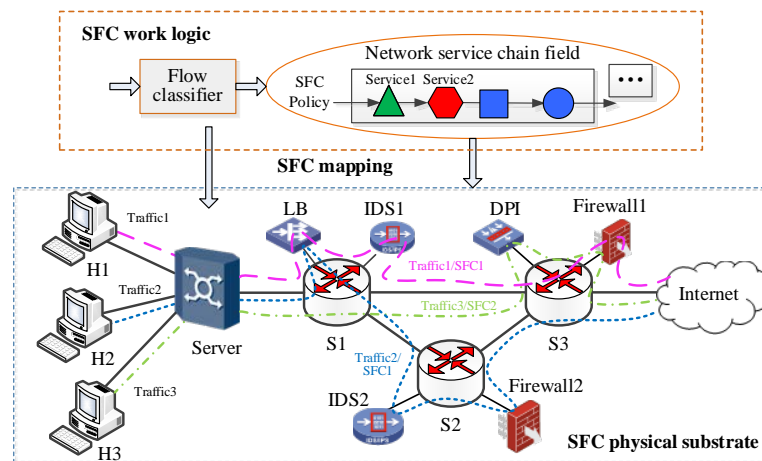 SFC work logic
Network service chain field
Flow
classifier
SFC
Policy
Service1
Service2
...
SFC mapping
Traffic1
LB
IDS1
DPI
Firewall1
H1
Traffic2
Traffic1/SFC1
Traffic3/SFC2
Internet
H2
Server
S1
S3
Traffic2/
SFC1
Traffic3
IDS2
S2
Firewall2
H3
SFC physical substrate